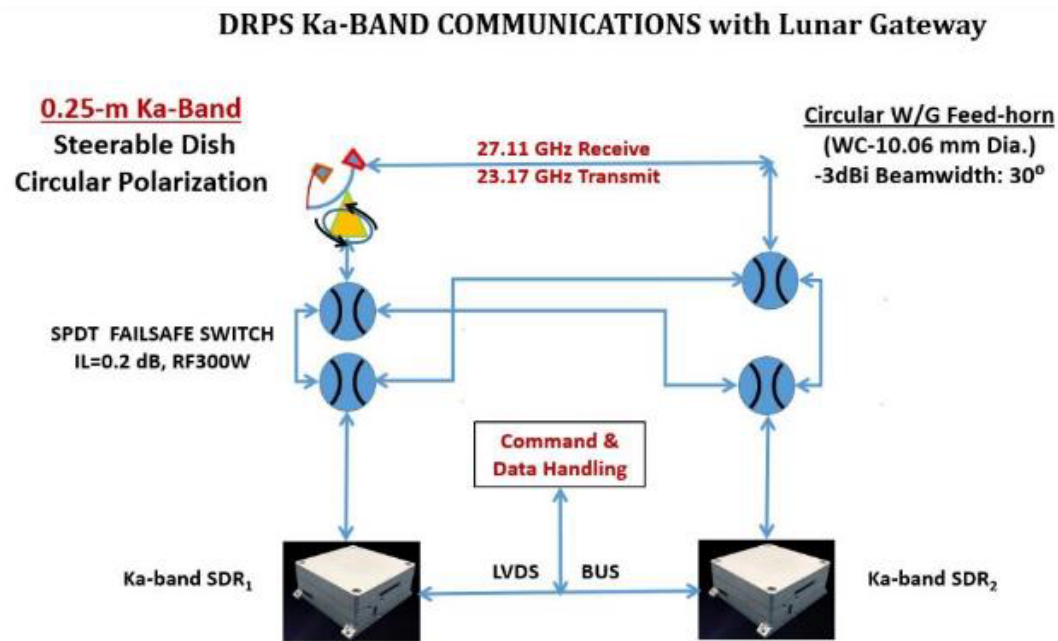 DRPS Ka-BAND COMMUNICATIONS with Lunar Gateway
0.25-m Ka-Band
Steerable Dish
Circular Polarization
27.11 GHz Receive
23.17 GHz Transmit
Circular W/G Feed-horn
(WC-10.06 mm Dia.)
-3dBi Beamwidth: 30⁰
SPDT FAILSAFE SWITCH
IL=0.2 dB, RF300W
Command &
Data Handling
Ka-band SDR₁
LVDS BUS
Ka-band SDR₂